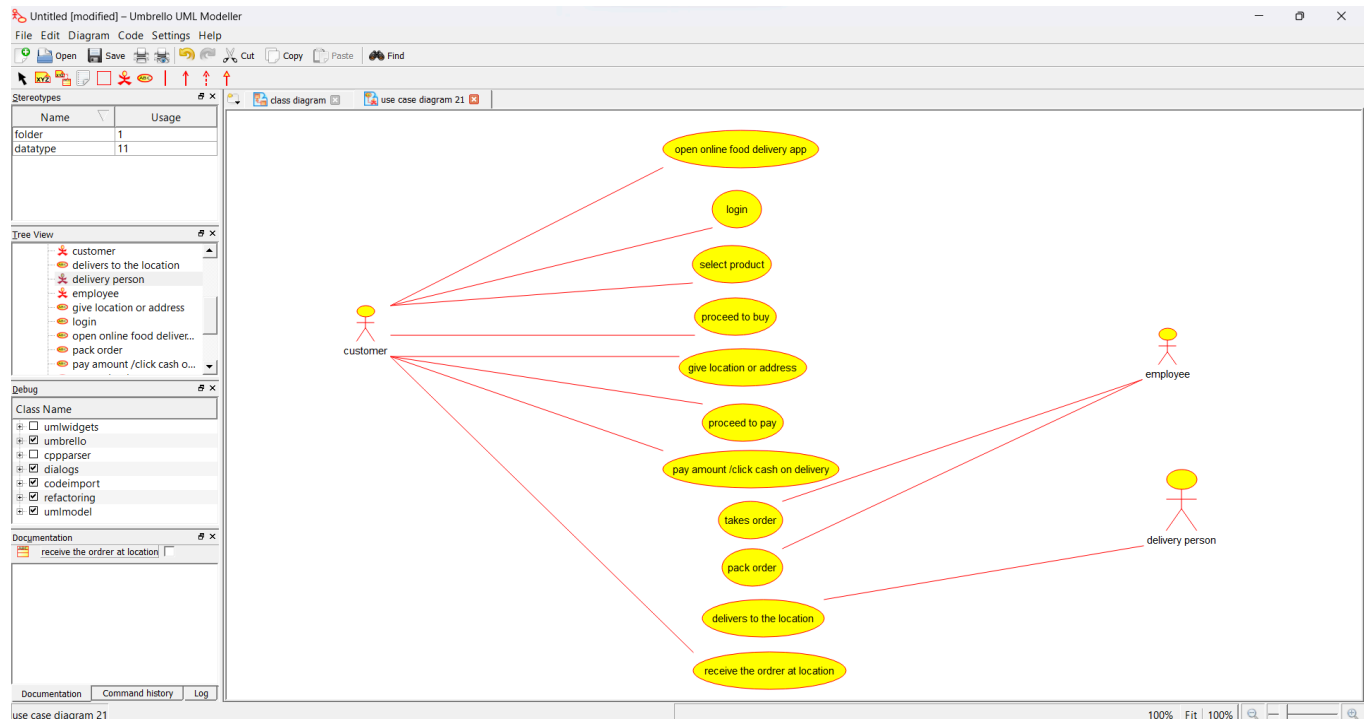 Untitled [modified] – Umbrello UML Modeller
File Edit Diagram Code Settings Help
Open Save Cut Copy Paste Find
XYZ ABC
Stereotypes
class diagram use case diagram 21
Name Usage
folder 1
datatype 11
Tree View
customer
delivers to the location
delivery person
employee
give location or address
login
open online food deliver...
pack order
pay amount /click cash o...
Debug
Class Name
umlwidgets
umbrello
cppparser
dialogs
codeimport
refactoring
umlmodel
Documentation
receive the ordrer at location
Documentation Command history Log
open online food delivery app
login
select product
proceed to buy
customer
give location or address
employee
proceed to pay
pay amount /click cash on delivery
takes order
delivery person
pack order
delivers to the location
receive the ordrer at location
use case diagram 21
100% Fit 100%